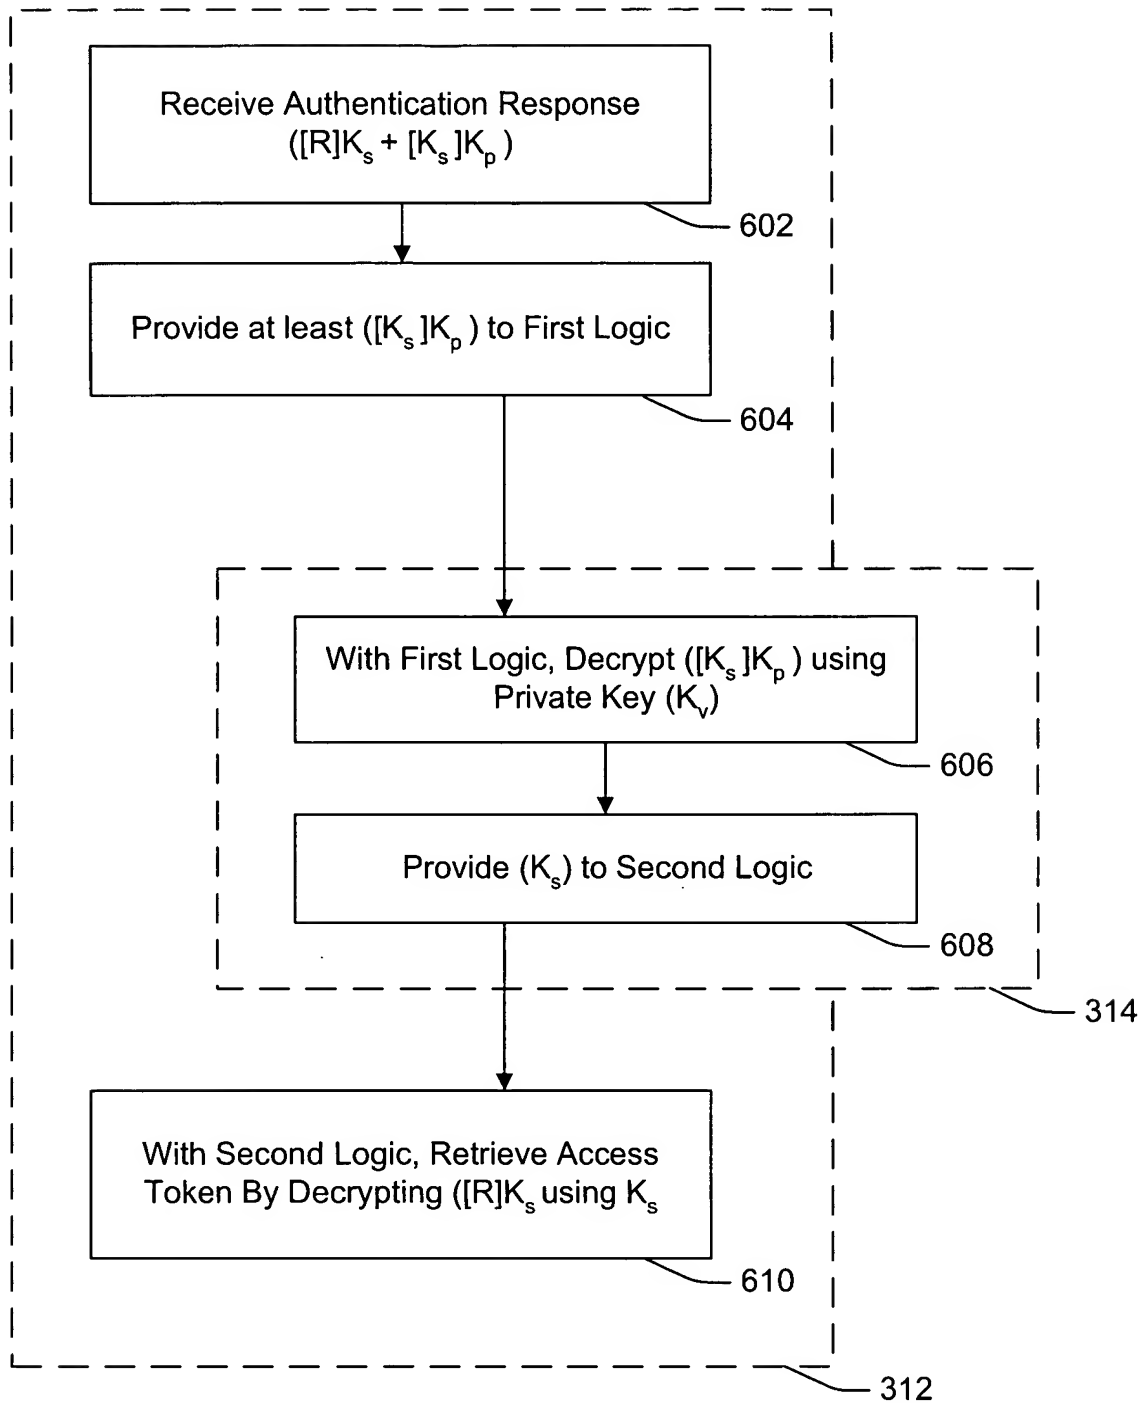 Receive Authentication Response
([R]Ks + [Ks]Kp)
602
Provide at least ([Ks]Kp) to First Logic
604
With First Logic, Decrypt ([Ks]Kp) using
Private Key (Kv)
606
Provide (Ks) to Second Logic
608
314
With Second Logic, Retrieve Access
Token By Decrypting ([R]Ks using Ks
610
312